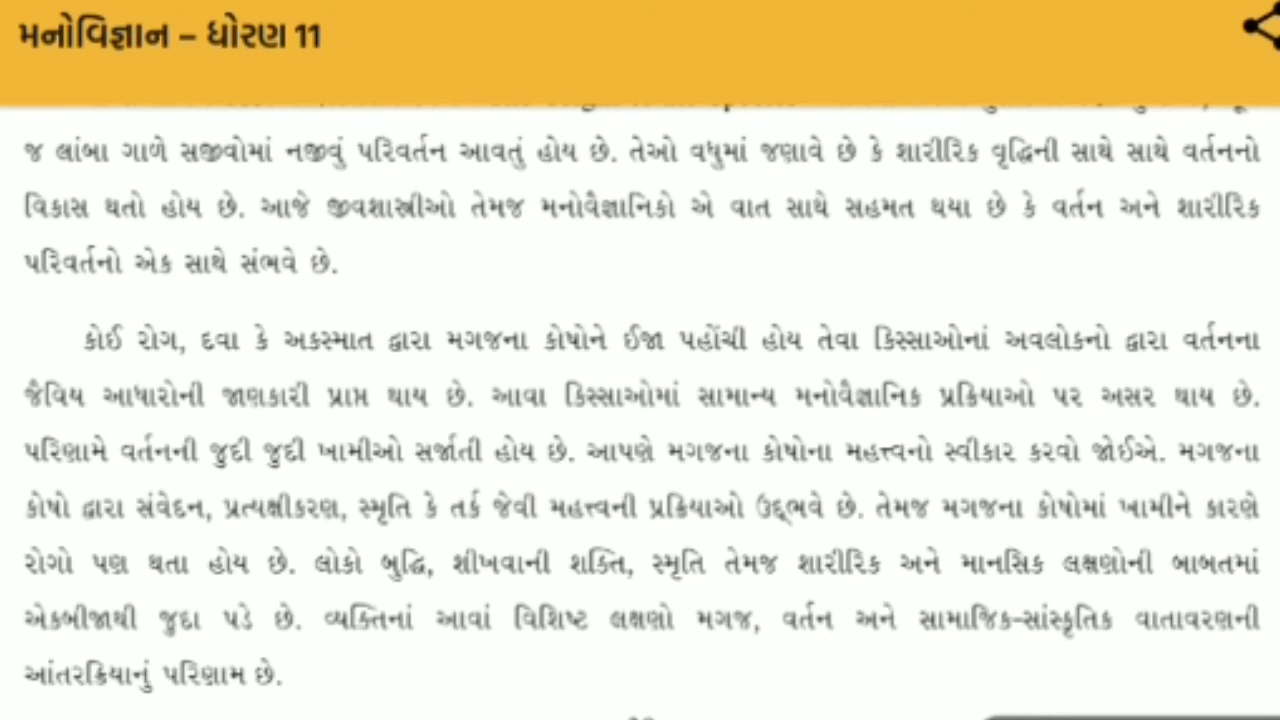 મનોવિજ્ઞાન – ધોરણ 11
જ લાંબા ગાળે સજીવોમાં નજીવું પરિવર્તન આવતું હોય છે. તેઓ વધુમાં જણાવે છે કે શારીરિક વૃદ્ધિની સાથે સાથે વર્તનનો
વિકાસ થતો હોય છે. આજે જીવશાસ્ત્રીઓ તેમજ મનોવૈજ્ઞાનિકો એ વાત સાથે સહમત થયા છે કે વર્તન અને શારીરિક
પરિવર્તનો એક સાથે સંભવે છે.
કોઈ રોગ, દવા કે અકસ્માત દ્વારા મગજના કોષોને ઈજા પહોંચી હોય તેવા કિસ્સાઓનાં અવલોકનો દ્વારા વર્તનના
જૈવિય આધારોની જાણકારી પ્રાપ્ત થાય છે. આવા કિસ્સાઓમાં સામાન્ય મનોવૈજ્ઞાનિક પ્રક્રિયાઓ પર અસર થાય છે.
પરિણામે વર્તનની જુદી જુદી ખામીઓ સર્જાતી હોય છે. આપણે મગજના કોષોના મહત્ત્વનો સ્વીકાર કરવો જોઈએ. મગજના
કોષો દ્વારા સંવેદન, પ્રત્યક્ષીકરણ, સ્મૃતિ કે તર્ક જેવી મહત્ત્વની પ્રક્રિયાઓ ઉદ્ભવે છે. તેમજ મગજના કોષોમાં ખામીને કારણે
રોગો પણ થતા હોય છે. લોકો બુદ્ધિ, શીખવાની શક્તિ, સ્મૃતિ તેમજ શારીરિક અને માનસિક લક્ષણોની બાબતમાં
એકબીજાથી જુદા પડે છે. વ્યક્તિનાં આવાં વિશિષ્ટ લક્ષણો મગજ, વર્તન અને સામાજિક-સાંસ્કૃતિક વાતાવરણની
આંતરક્રિયાનું પરિણામ છે.